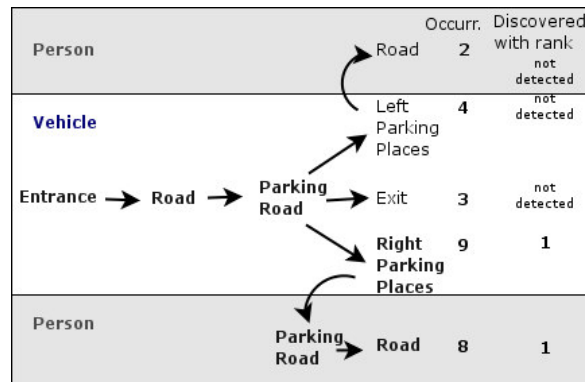 Occurr. Discovered
with rank
Person Road 2 not
detected
Vehicle Left 4 not
detected
Parking
Places
Entrance Road Parking Exit 3 not
Road detected
Right 9 1
Parking
Places
Person
Parking Road 8 1
Road